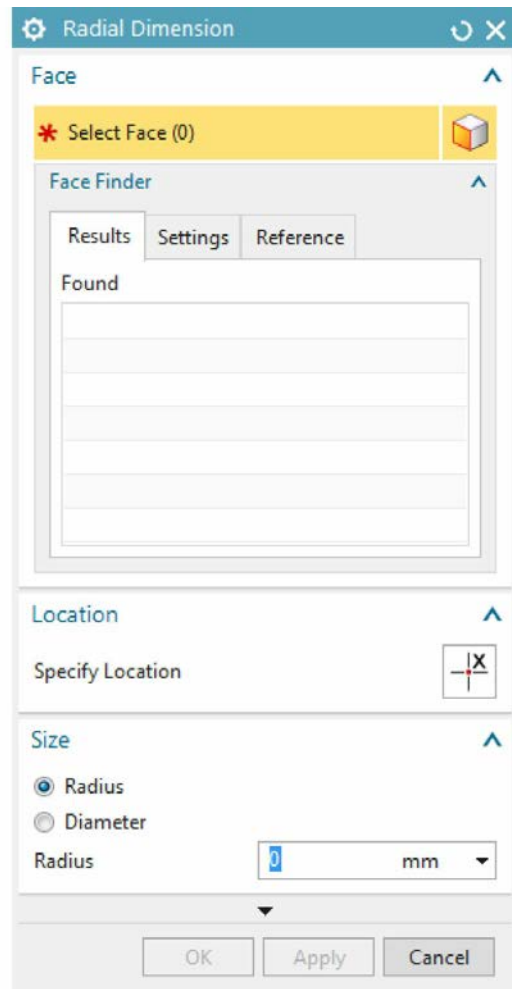 Radial Dimension
Face
* Select Face (0)
Face Finder
Results Settings Reference
Found
Location
Specify Location
X
Size
Radius
Diameter
Radius 0 mm
OK Apply Cancel